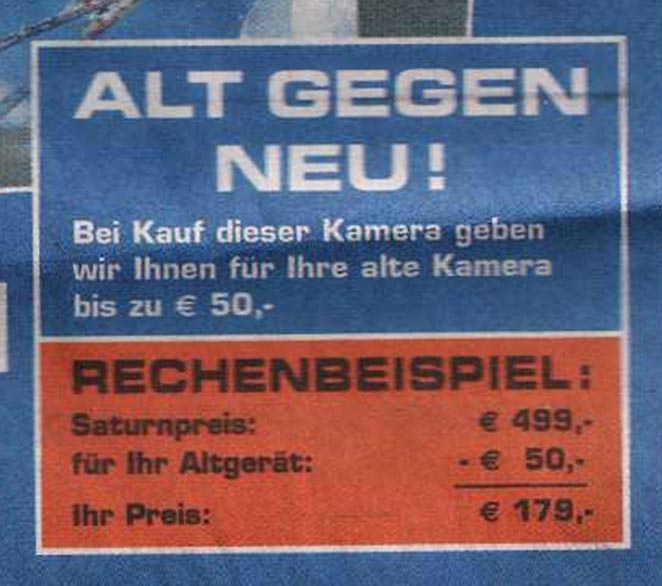 ALT GEGEN
NEU!
Bei Kauf dieser Kamera geben
wir Ihnen für Ihre alte Kamera
bis zu € 50,-
RECHENBEISPIEL:
Saturnpreis: € 499,-
für Ihr Altgerät: - € 50,-
Ihr Preis: € 179,-